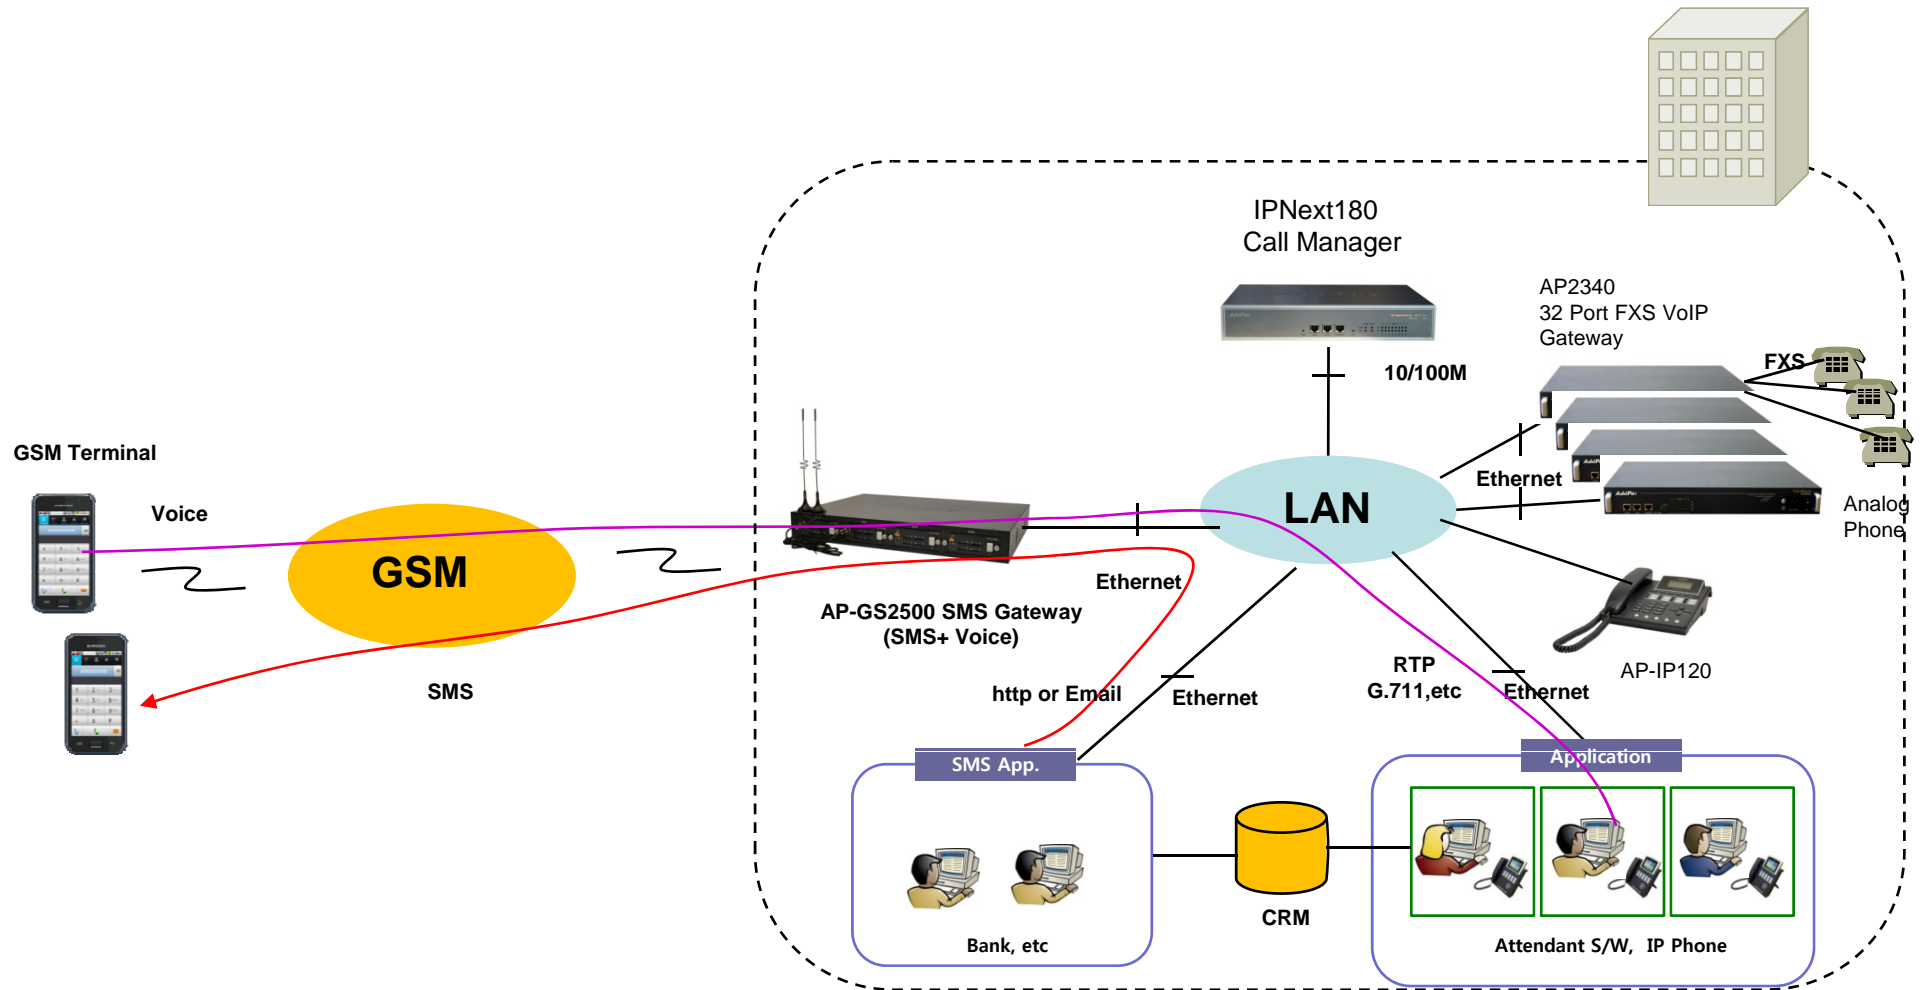 IPNext180
Call Manager
AP2340
32 Port FXS VoIP
Gateway
FXS
10/100M
GSM Terminal
Voice
GSM
LAN
Ethernet
Analog
Phone
Ethernet
AP-GS2500 SMS Gateway
(SMS+ Voice)
RTP
G.711,etc
AP-IP120
SMS
http or Email
Ethernet
Ethernet
SMS App.
Application
CRM
Bank, etc
Attendant S/W, IP Phone
AddPac